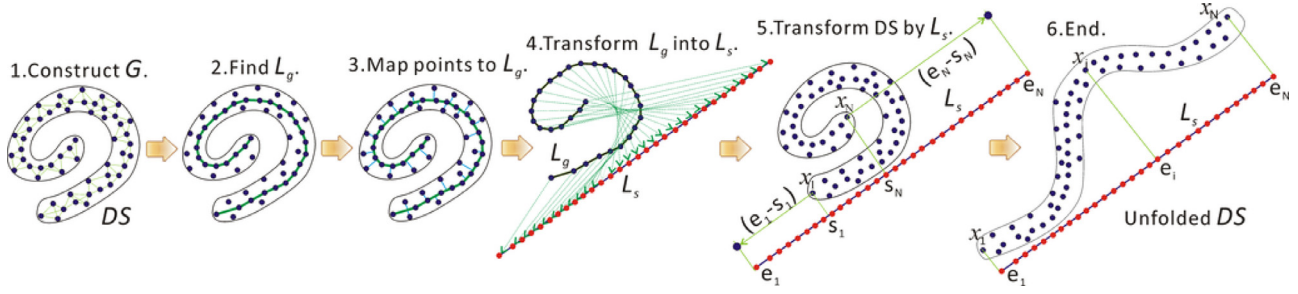 1.Construct G.
DS
2.Find Lg.
3.Map points to Lg.
4.Transform Lg into Ls.
Lg
Ls
5.Transform DS by Ls.
(eN-sN)
xN
eN
Ls
x1
sN
(e1-s1)
s1
e1
6.End.
xN
xi
eN
Ls
ei
Unfolded DS
x1
e1